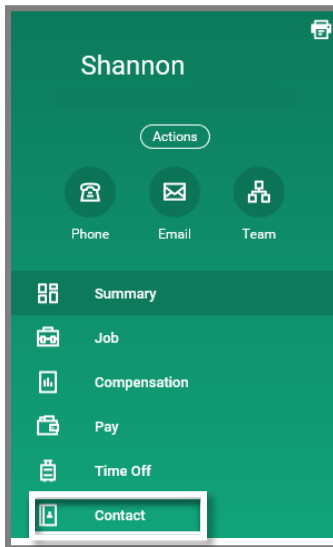 Shannon
Actions
Phone Email Team
Summary
Job
Compensation
Pay
Time Off
Contact